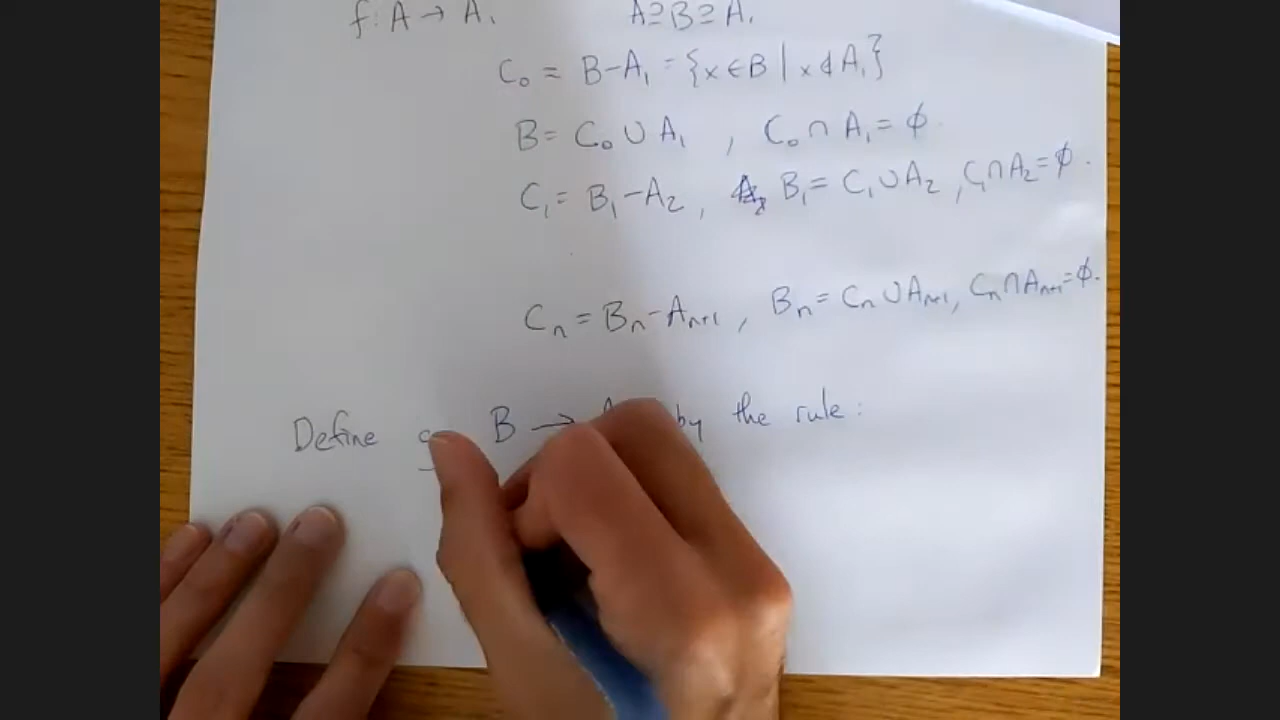 f: A → A₁ A ⊇ B ⊇ A₁
C₀ = B − A₁ = {x ∈ B | x ∉ A₁}
B = C₀ ∪ A₁ , C₀ ∩ A₁ = ∅.
C₁ = B₁ − A₂ , B₁ = C₁ ∪ A₂ , C₁ ∩ A₂ = ∅.
Cₙ = Bₙ − Aₙ₊₁ , Bₙ = Cₙ ∪ Aₙ₊₁ , Cₙ ∩ Aₙ₊₁ = ∅.
Define B → by the rule: